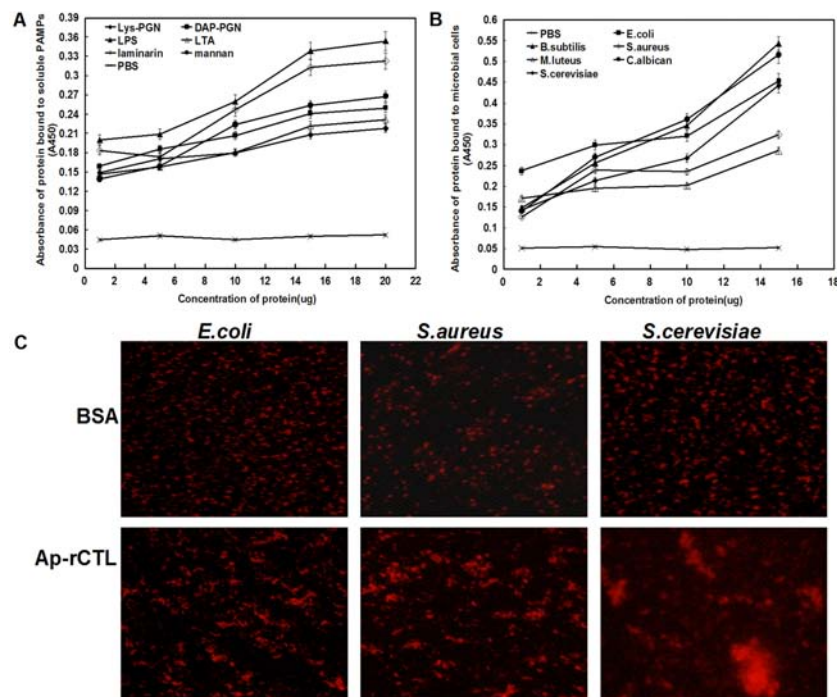 A
Lys-PGN DAP-PGN
LPS LTA
laminarin mannan
PBS
Absorbance of protein bound to soluble PAMPs
(A450)
0.39
0.36
0.33
0.3
0.27
0.24
0.21
0.18
0.15
0.12
0.09
0.06
0.03
0 2 4 6 8 10 12 14 16 18 20 22
Concentration of protein(ug)
B
PBS E.coli
B.subtilis S.aureus
M.luteus C.albican
S.cerevisiae
Absorbance of protein bound to microbial cells
(A450)
0.6
0.55
0.5
0.45
0.4
0.35
0.3
0.25
0.2
0.15
0.1
0.05
0
0 2 4 6 8 10 12 14 16 18
Concentration of protein(ug)
C
E.coli S.aureus S.cerevisiae
BSA
Ap-rCTL